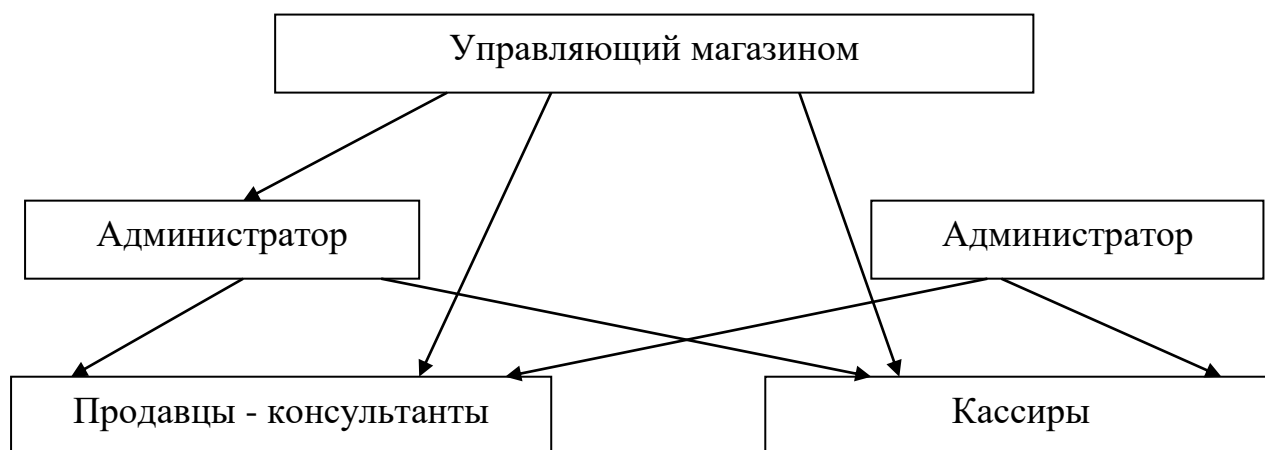 Управляющий магазином
Администратор
Администратор
Продавцы - консультанты
Кассиры